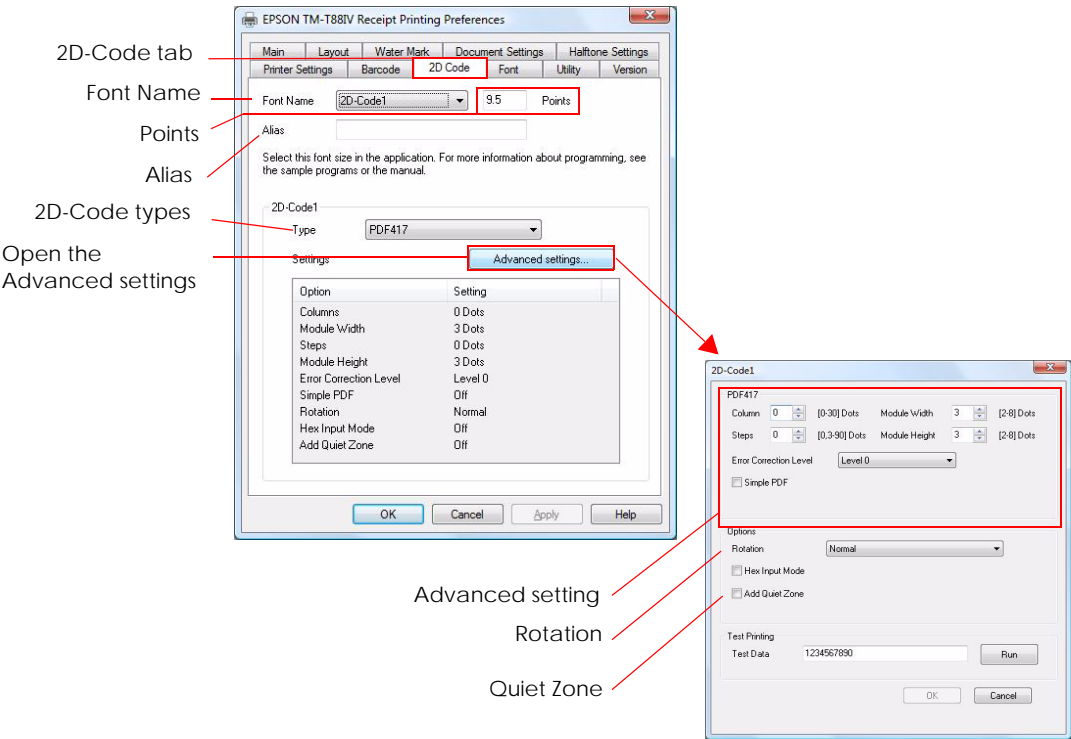 EPSON TM-T88IV Receipt Printing Preferences
Main Layout Water Mark Document Settings Halftone Settings
Printer Settings Barcode 2D Code Font Utility Version
2D-Code tab
Font Name
Points
Alias
2D-Code types
Open the
Advanced settings
Font Name 2D-Code1 9.5 Points
Alias
Select this font size in the application. For more information about programming, see
the sample programs or the manual.
2D-Code1
Type PDF417
Settings Advanced settings...
Option Setting
Columns 0 Dots
Module Width 3 Dots
Steps 0 Dots
Module Height 3 Dots
Error Correction Level Level 0
Simple PDF Off
Rotation Normal
Hex Input Mode Off
Add Quiet Zone Off
OK Cancel Apply Help
2D-Code1
PDF417
Column 0 [0-30] Dots Module Width 3 [2-8] Dots
Steps 0 [0,3-90] Dots Module Height 3 [2-8] Dots
Error Correction Level Level 0
Simple PDF
Options
Rotation Normal
Hex Input Mode
Add Quiet Zone
Test Printing
Test Data 1234567890 Run
OK Cancel
Advanced setting
Rotation
Quiet Zone